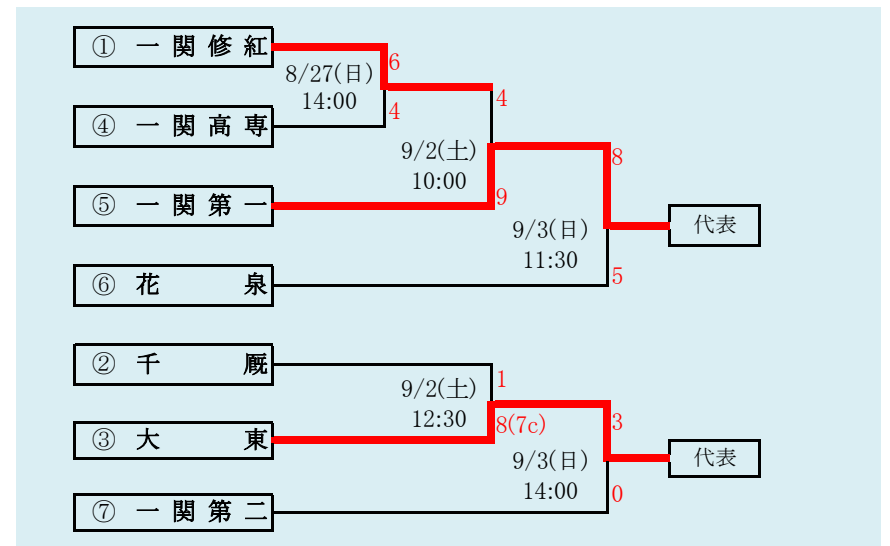 ① 一関修紅
6
8/27(日)
14:00
4
④ 一関高専
4
9/2(土)
10:00
8
⑤ 一関第一
9
9/3(日)
11:30
代表
⑥ 花泉
5
② 千厩
1
9/2(土)
12:30
8(7c)
3
③ 大東
9/3(日)
14:00
代表
0
⑦ 一関第二